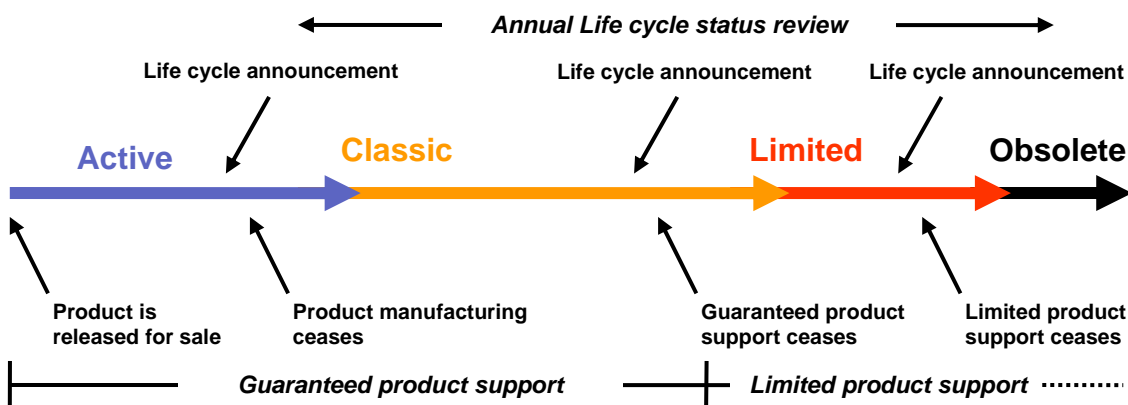 Annual Life cycle status review
Life cycle announcement
Life cycle announcement
Life cycle announcement
Active
Classic
Limited
Obsolete
Product is
released for sale
Product manufacturing
ceases
Guaranteed product
support ceases
Limited product
support ceases
Guaranteed product support
Limited product support